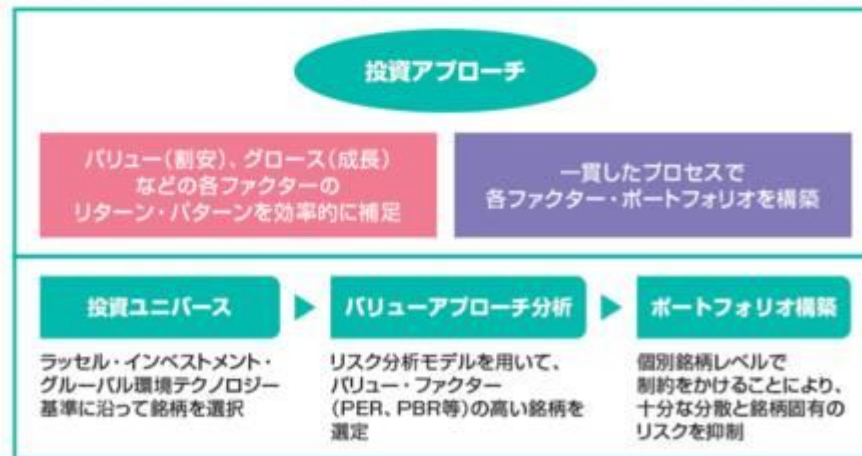 投資アプローチ
バリュー(割安)、グロース(成長)
などの各ファクターの
リターン・パターンを効率的に補足
一貫したプロセスで
各ファクター・ポートフォリオを構築
投資ユニバース
ラッセル・インベストメント・
グルーバル環境テクノロジー
基準に沿って銘柄を選択
バリューアプローチ分析
リスク分析モデルを用いて、
バリュー・ファクター
(PER、PBR等)の高い銘柄を
選定
ポートフォリオ構築
個別銘柄レベルで
制約をかけることにより、
十分な分散と銘柄固有の
リスクを抑制